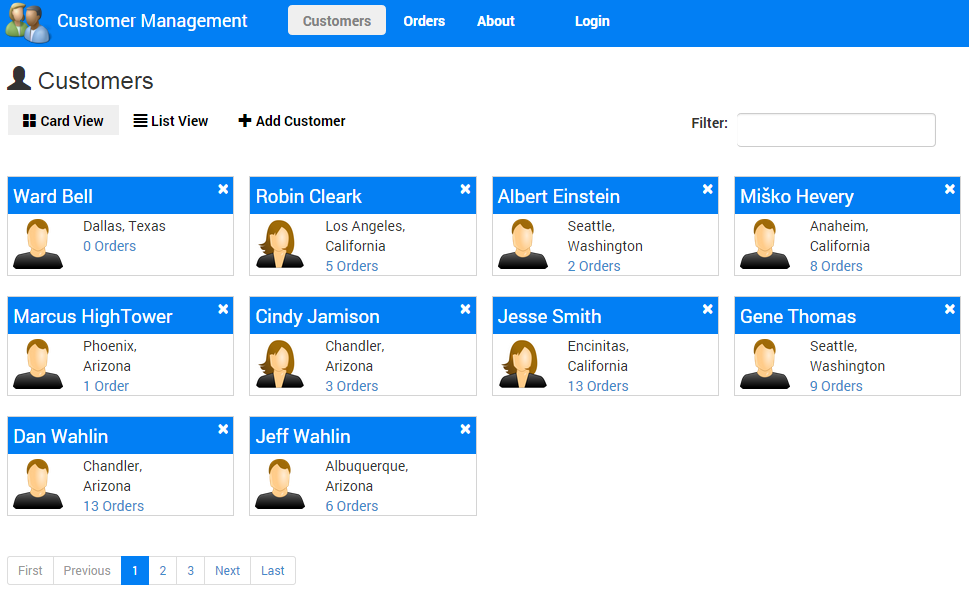 Customer Management Customers Orders About Login
Customers
Card View List View Add Customer Filter:
Ward Bell
Dallas, Texas
0 Orders
Robin Cleark
Los Angeles,
California
5 Orders
Albert Einstein
Seattle,
Washington
2 Orders
Miško Hevery
Anaheim,
California
8 Orders
Marcus HighTower
Phoenix,
Arizona
1 Order
Cindy Jamison
Chandler,
Arizona
3 Orders
Jesse Smith
Encinitas,
California
13 Orders
Gene Thomas
Seattle,
Washington
9 Orders
Dan Wahlin
Chandler,
Arizona
13 Orders
Jeff Wahlin
Albuquerque,
Arizona
6 Orders
First Previous 1 2 3 Next Last